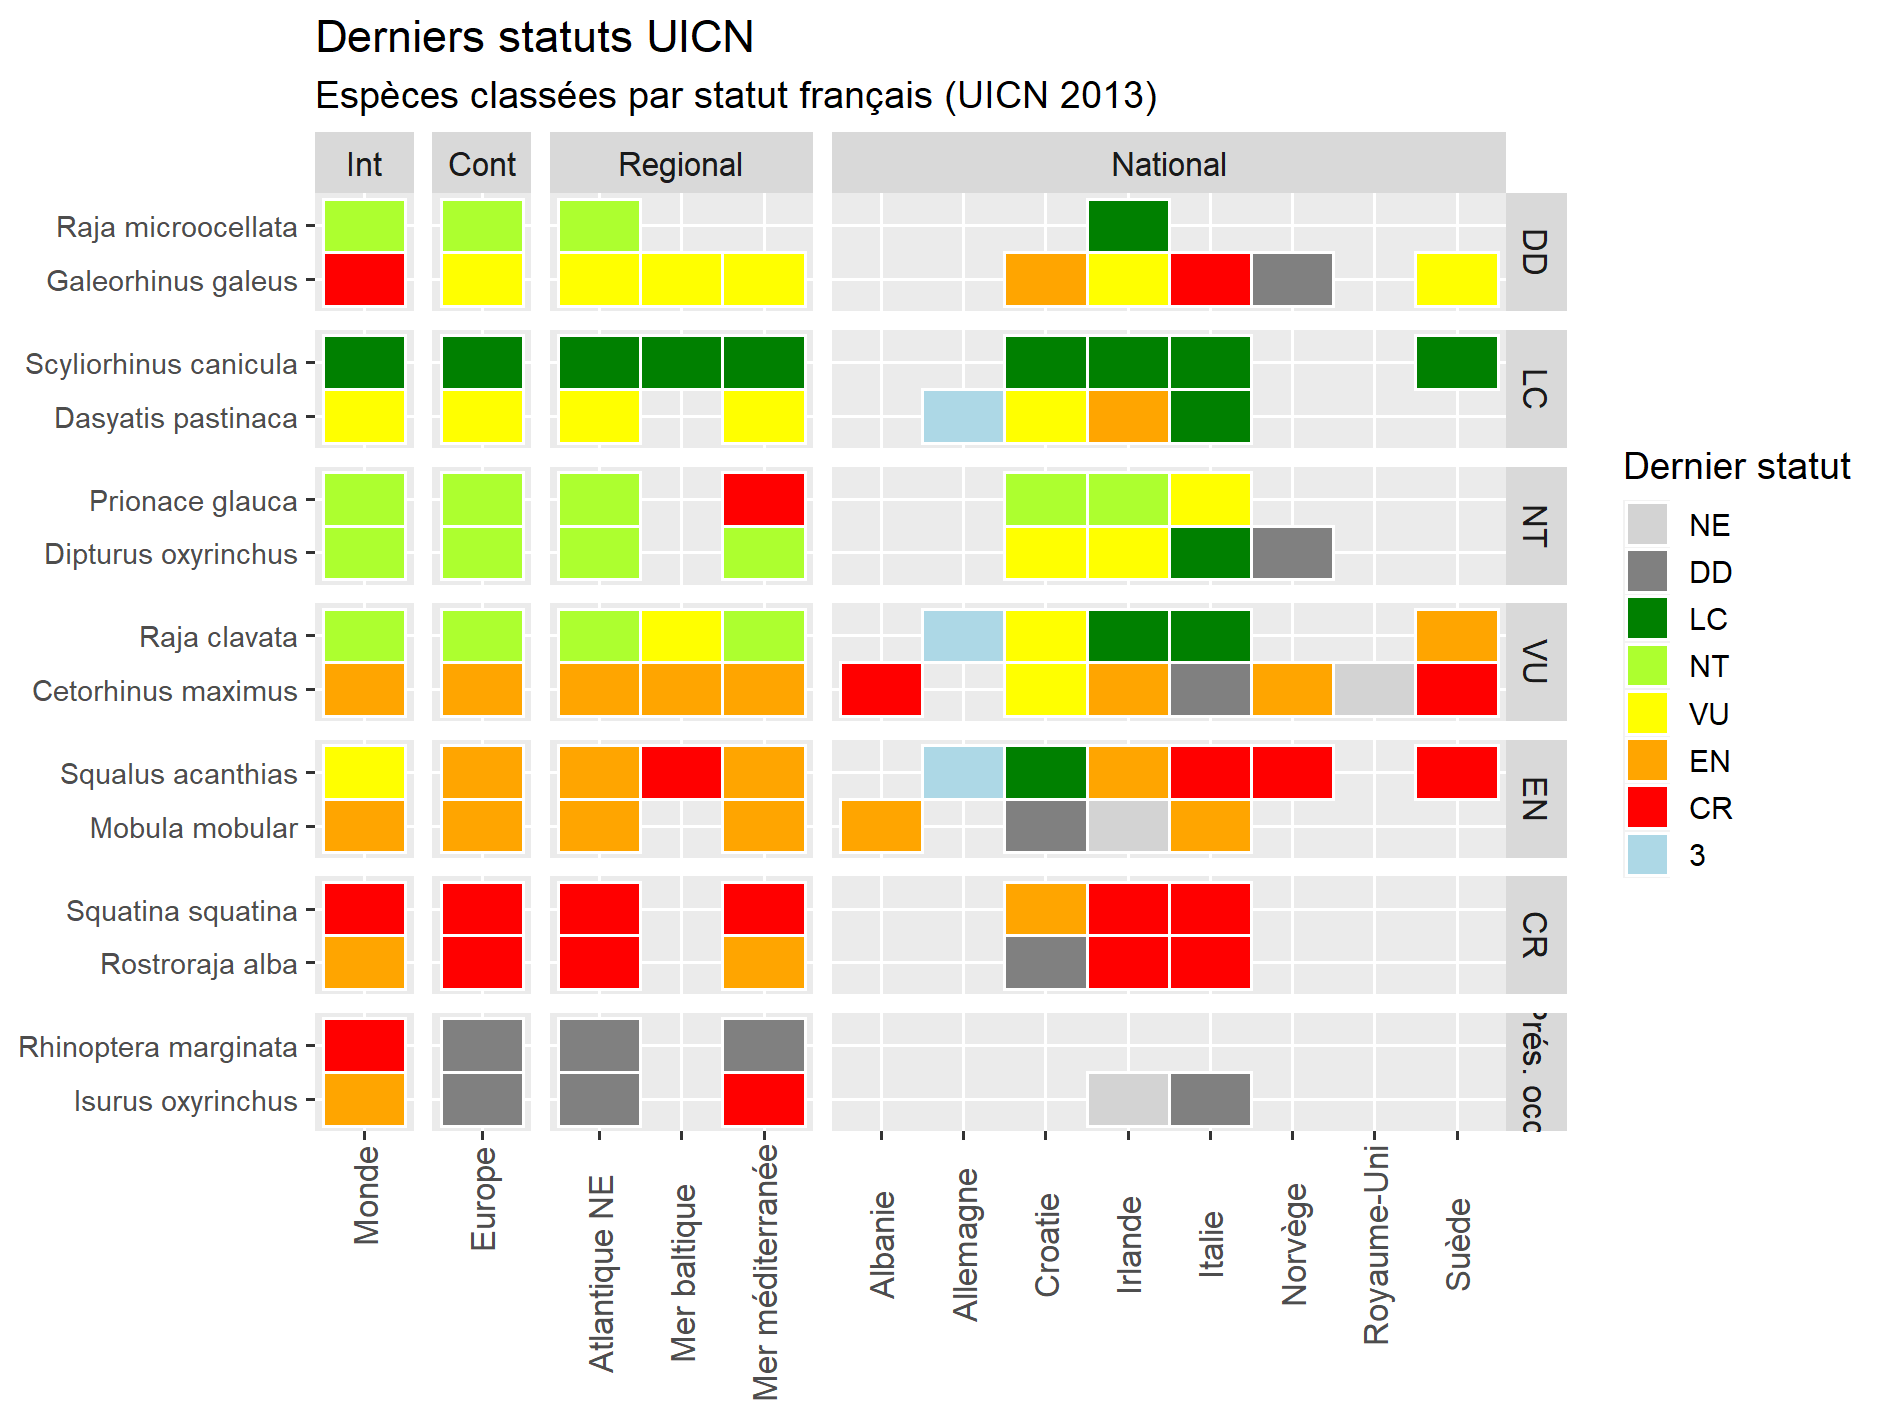 Derniers statuts UICN
Espèces classées par statut français (UICN 2013)
Int
Cont
Regional
National
Raja microocellata
Galeorhinus galeus
DD
Scyliorhinus canicula
Dasyatis pastinaca
LC
Prionace glauca
Dipturus oxyrinchus
NT
Raja clavata
Cetorhinus maximus
VU
Squalus acanthias
Mobula mobular
EN
Squatina squatina
Rostroraja alba
CR
Rhinoptera marginata
Isurus oxyrinchus
Prés. occ
Monde
Europe
Atlantique NE
Mer baltique
Mer méditerranée
Albanie
Allemagne
Croatie
Irlande
Italie
Norvège
Royaume-Uni
Suède
Dernier statut
NE
DD
LC
NT
VU
EN
CR
3